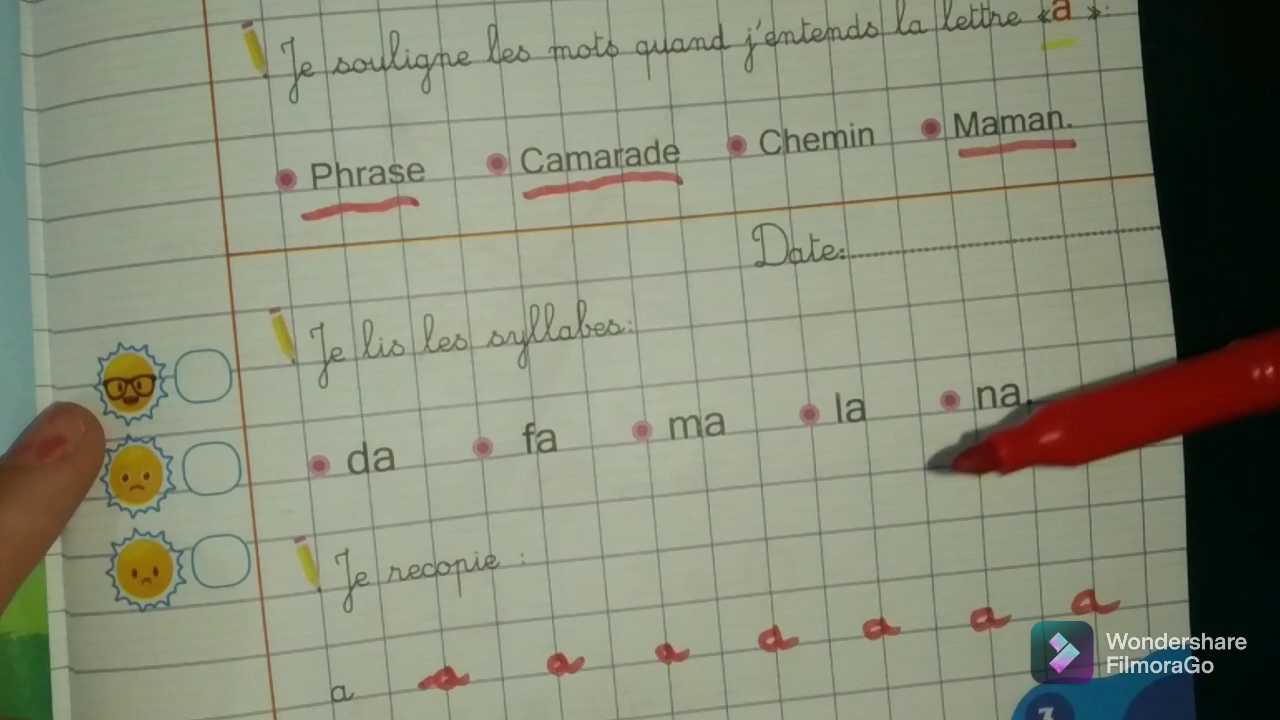 Je souligne les mots quand j'entends la lettre «a»:
Phrase Camarade Chemin Maman.
Date:
Je lis les syllabes:
da fa ma la na.
Je recopie :
a a a a a a a a
Wondershare
FilmoraGo
3